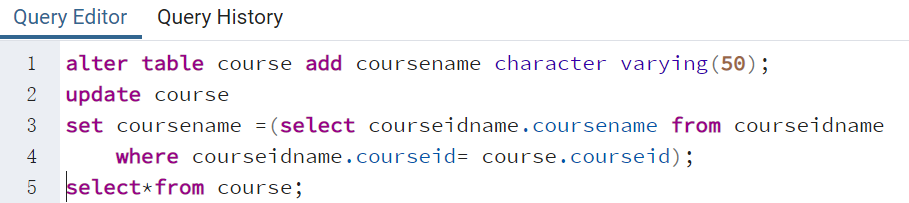 Query Editor Query History
1 alter table course add coursename character varying(50);
2 update course
3 set coursename =(select courseidname.coursename from courseidname
4 where courseidname.courseid= course.courseid);
5 select*from course;